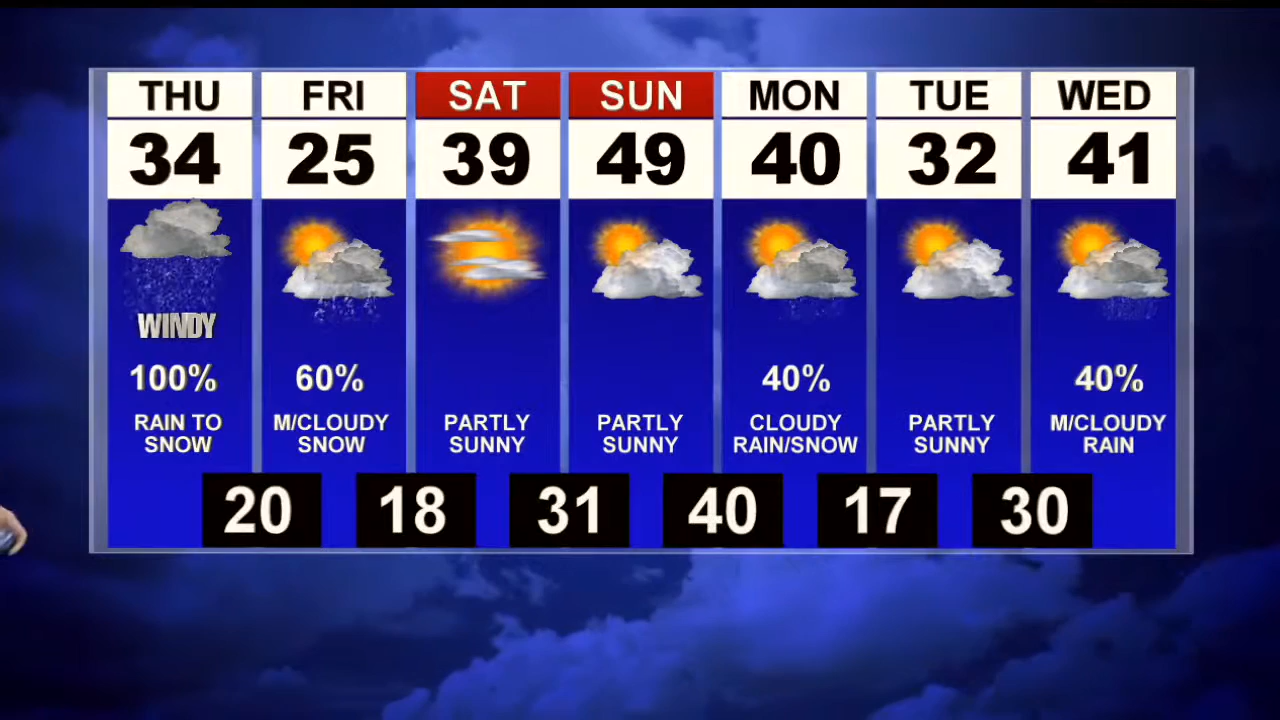 THU FRI SAT SUN MON TUE WED
34 25 39 49 40 32 41
WINDY
100% 60% 40% 40%
RAIN TO M/CLOUDY PARTLY PARTLY CLOUDY PARTLY M/CLOUDY
SNOW SNOW SUNNY SUNNY RAIN/SNOW SUNNY RAIN
20 18 31 40 17 30